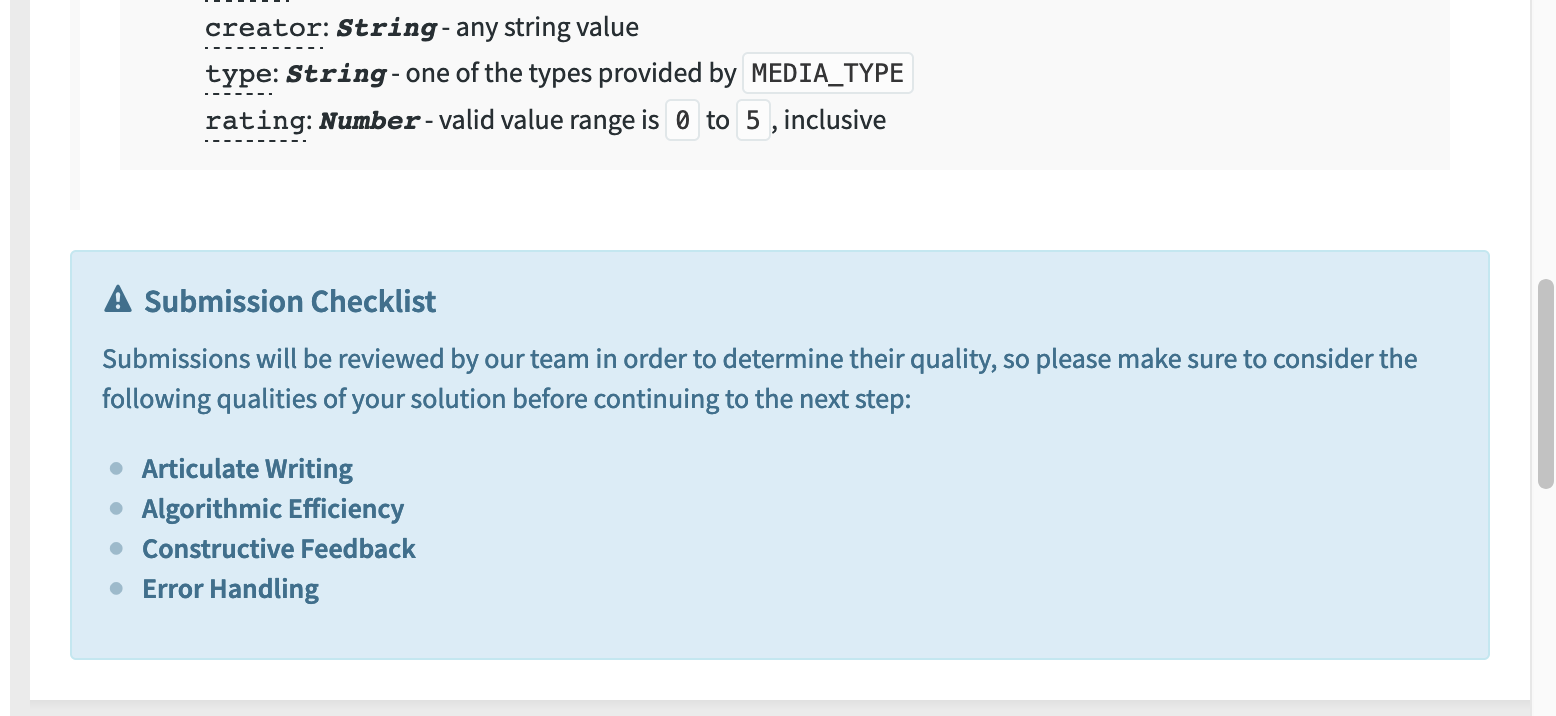 creator: String - any string value
type: String - one of the types provided by MEDIA_TYPE
rating: Number - valid value range is 0 to 5, inclusive
Submission Checklist
Submissions will be reviewed by our team in order to determine their quality, so please make sure to consider the
following qualities of your solution before continuing to the next step:
Articulate Writing
Algorithmic Efficiency
Constructive Feedback
Error Handling